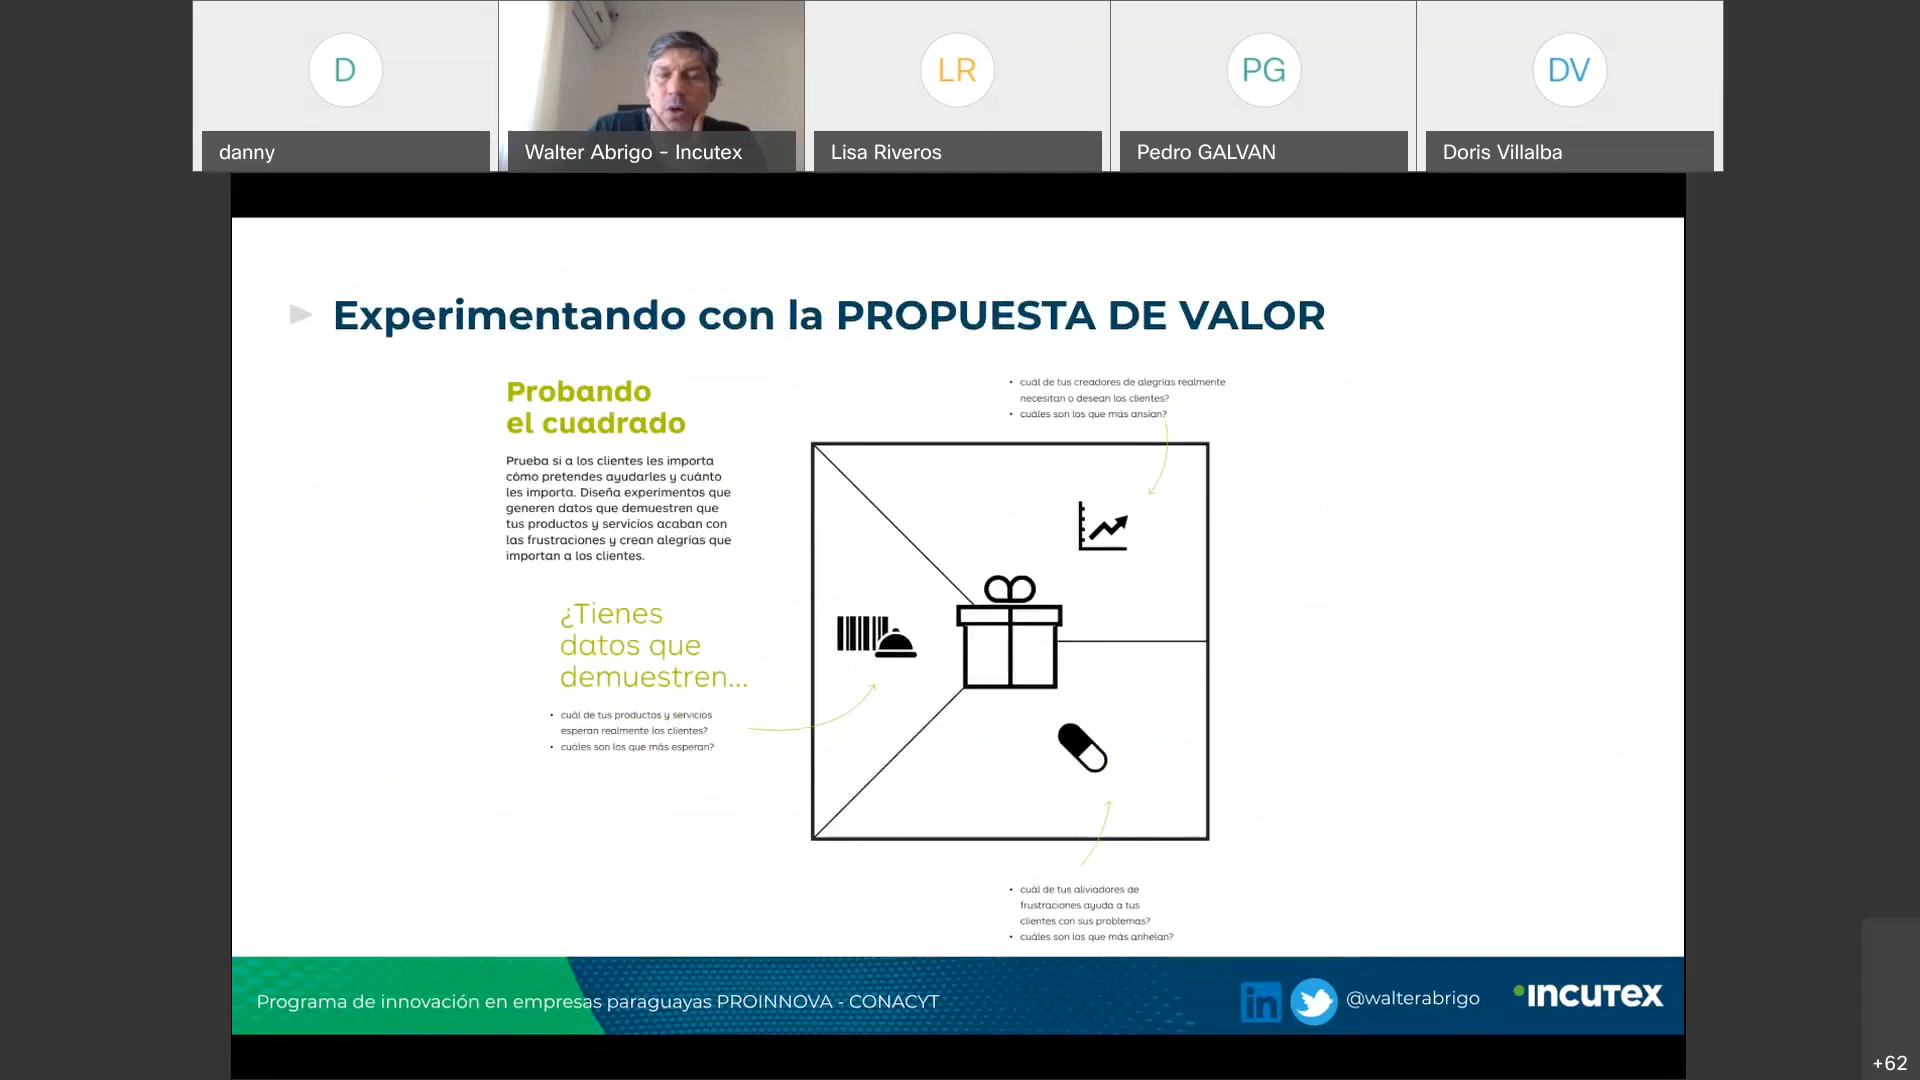 D
LR
PG
DV
danny
Walter Abrigo - Incutex
Lisa Riveros
Pedro GALVAN
Doris Villalba
Experimentando con la PROPUESTA DE VALOR
Probando
el cuadrado
Prueba si a los clientes les importa
cómo pretendes ayudarles y cuánto
les importa. Diseña experimentos que
generen datos que demuestren que
tus productos y servicios acaban con
las frustraciones y crean alegrías que
importan a los clientes.
¿Tienes
datos que
demuestren...
• cuál de tus productos y servicios
esperan realmente los clientes?
• cuáles son los que más esperan?
• cuál de tus creadores de alegrías realmente
necesitan o desean los clientes?
• cuáles son los que más ansían?
• cuál de tus aliviadores de
frustraciones ayuda a tus
clientes con sus problemas?
• cuáles son los que más anhelan?
Programa de innovación en empresas paraguayas PROINNOVA - CONACYT
in
@walterabrigo
INCUTEX
+62